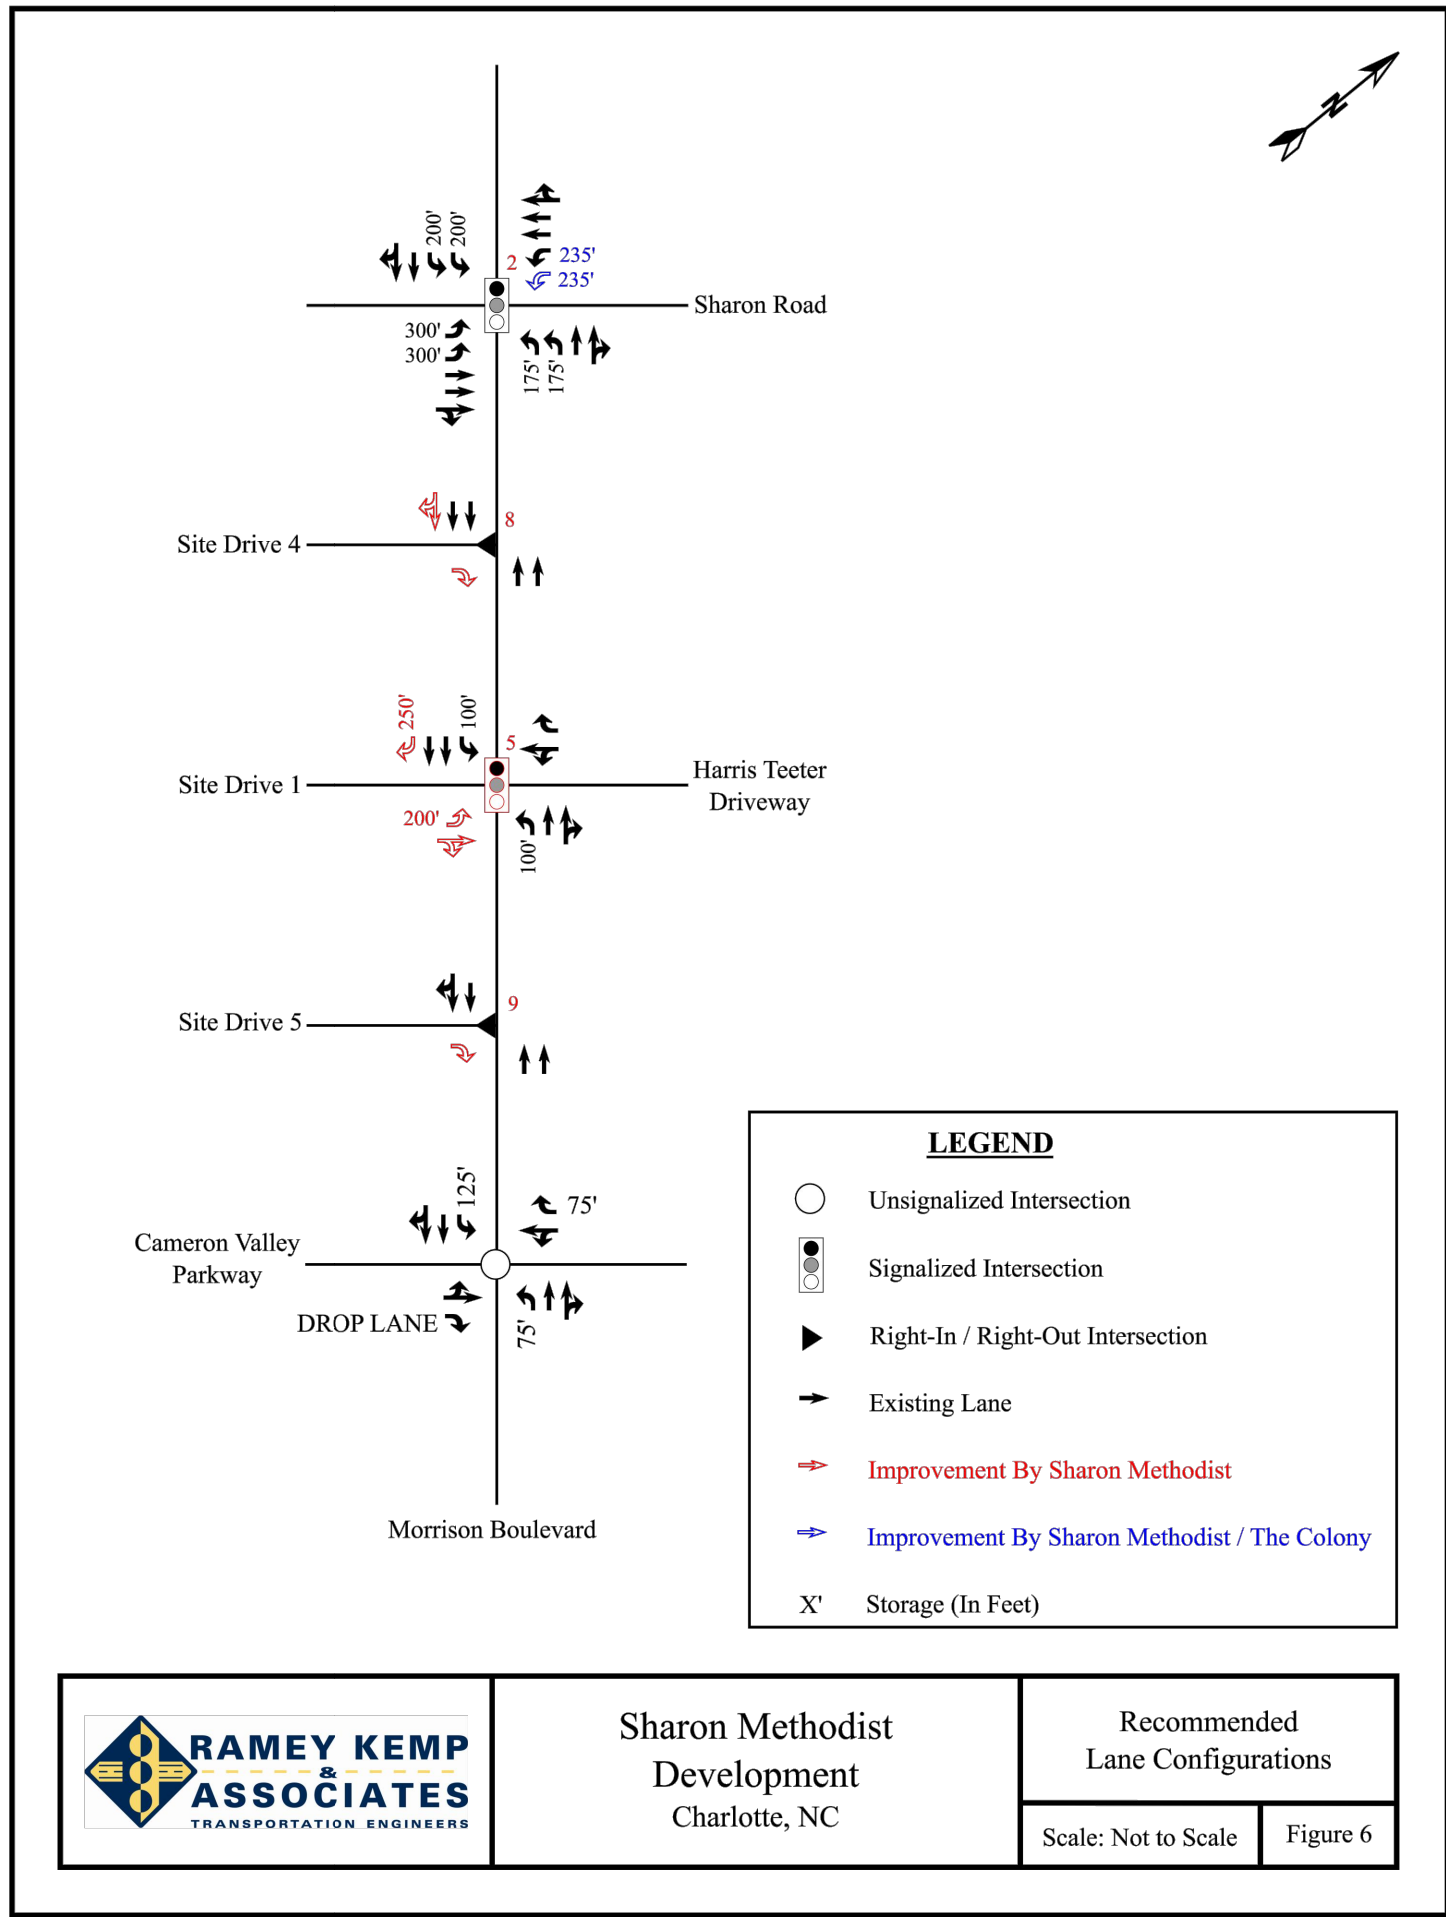 N
200'
200'
2
235'
235'
Sharon Road
300'
300'
175'
175'
8
Site Drive 4
250'
100'
5
Site Drive 1
Harris Teeter
Driveway
200'
100'
9
Site Drive 5
125'
75'
Cameron Valley
Parkway
DROP LANE
75'
Morrison Boulevard
LEGEND
Unsignalized Intersection
Signalized Intersection
Right-In / Right-Out Intersection
Existing Lane
Improvement By Sharon Methodist
Improvement By Sharon Methodist / The Colony
X' Storage (In Feet)
RAMEY KEMP
&
ASSOCIATES
TRANSPORTATION ENGINEERS
Sharon Methodist
Development
Charlotte, NC
Recommended
Lane Configurations
Scale: Not to Scale
Figure 6